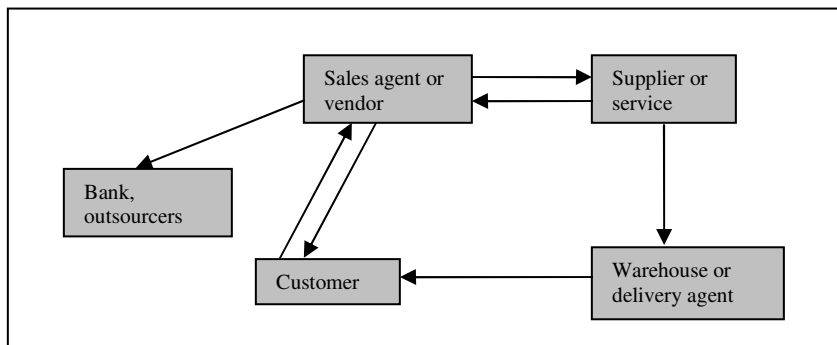 Sales agent or
vendor
Supplier or
service
Bank,
outsourcers
Customer
Warehouse or
delivery agent